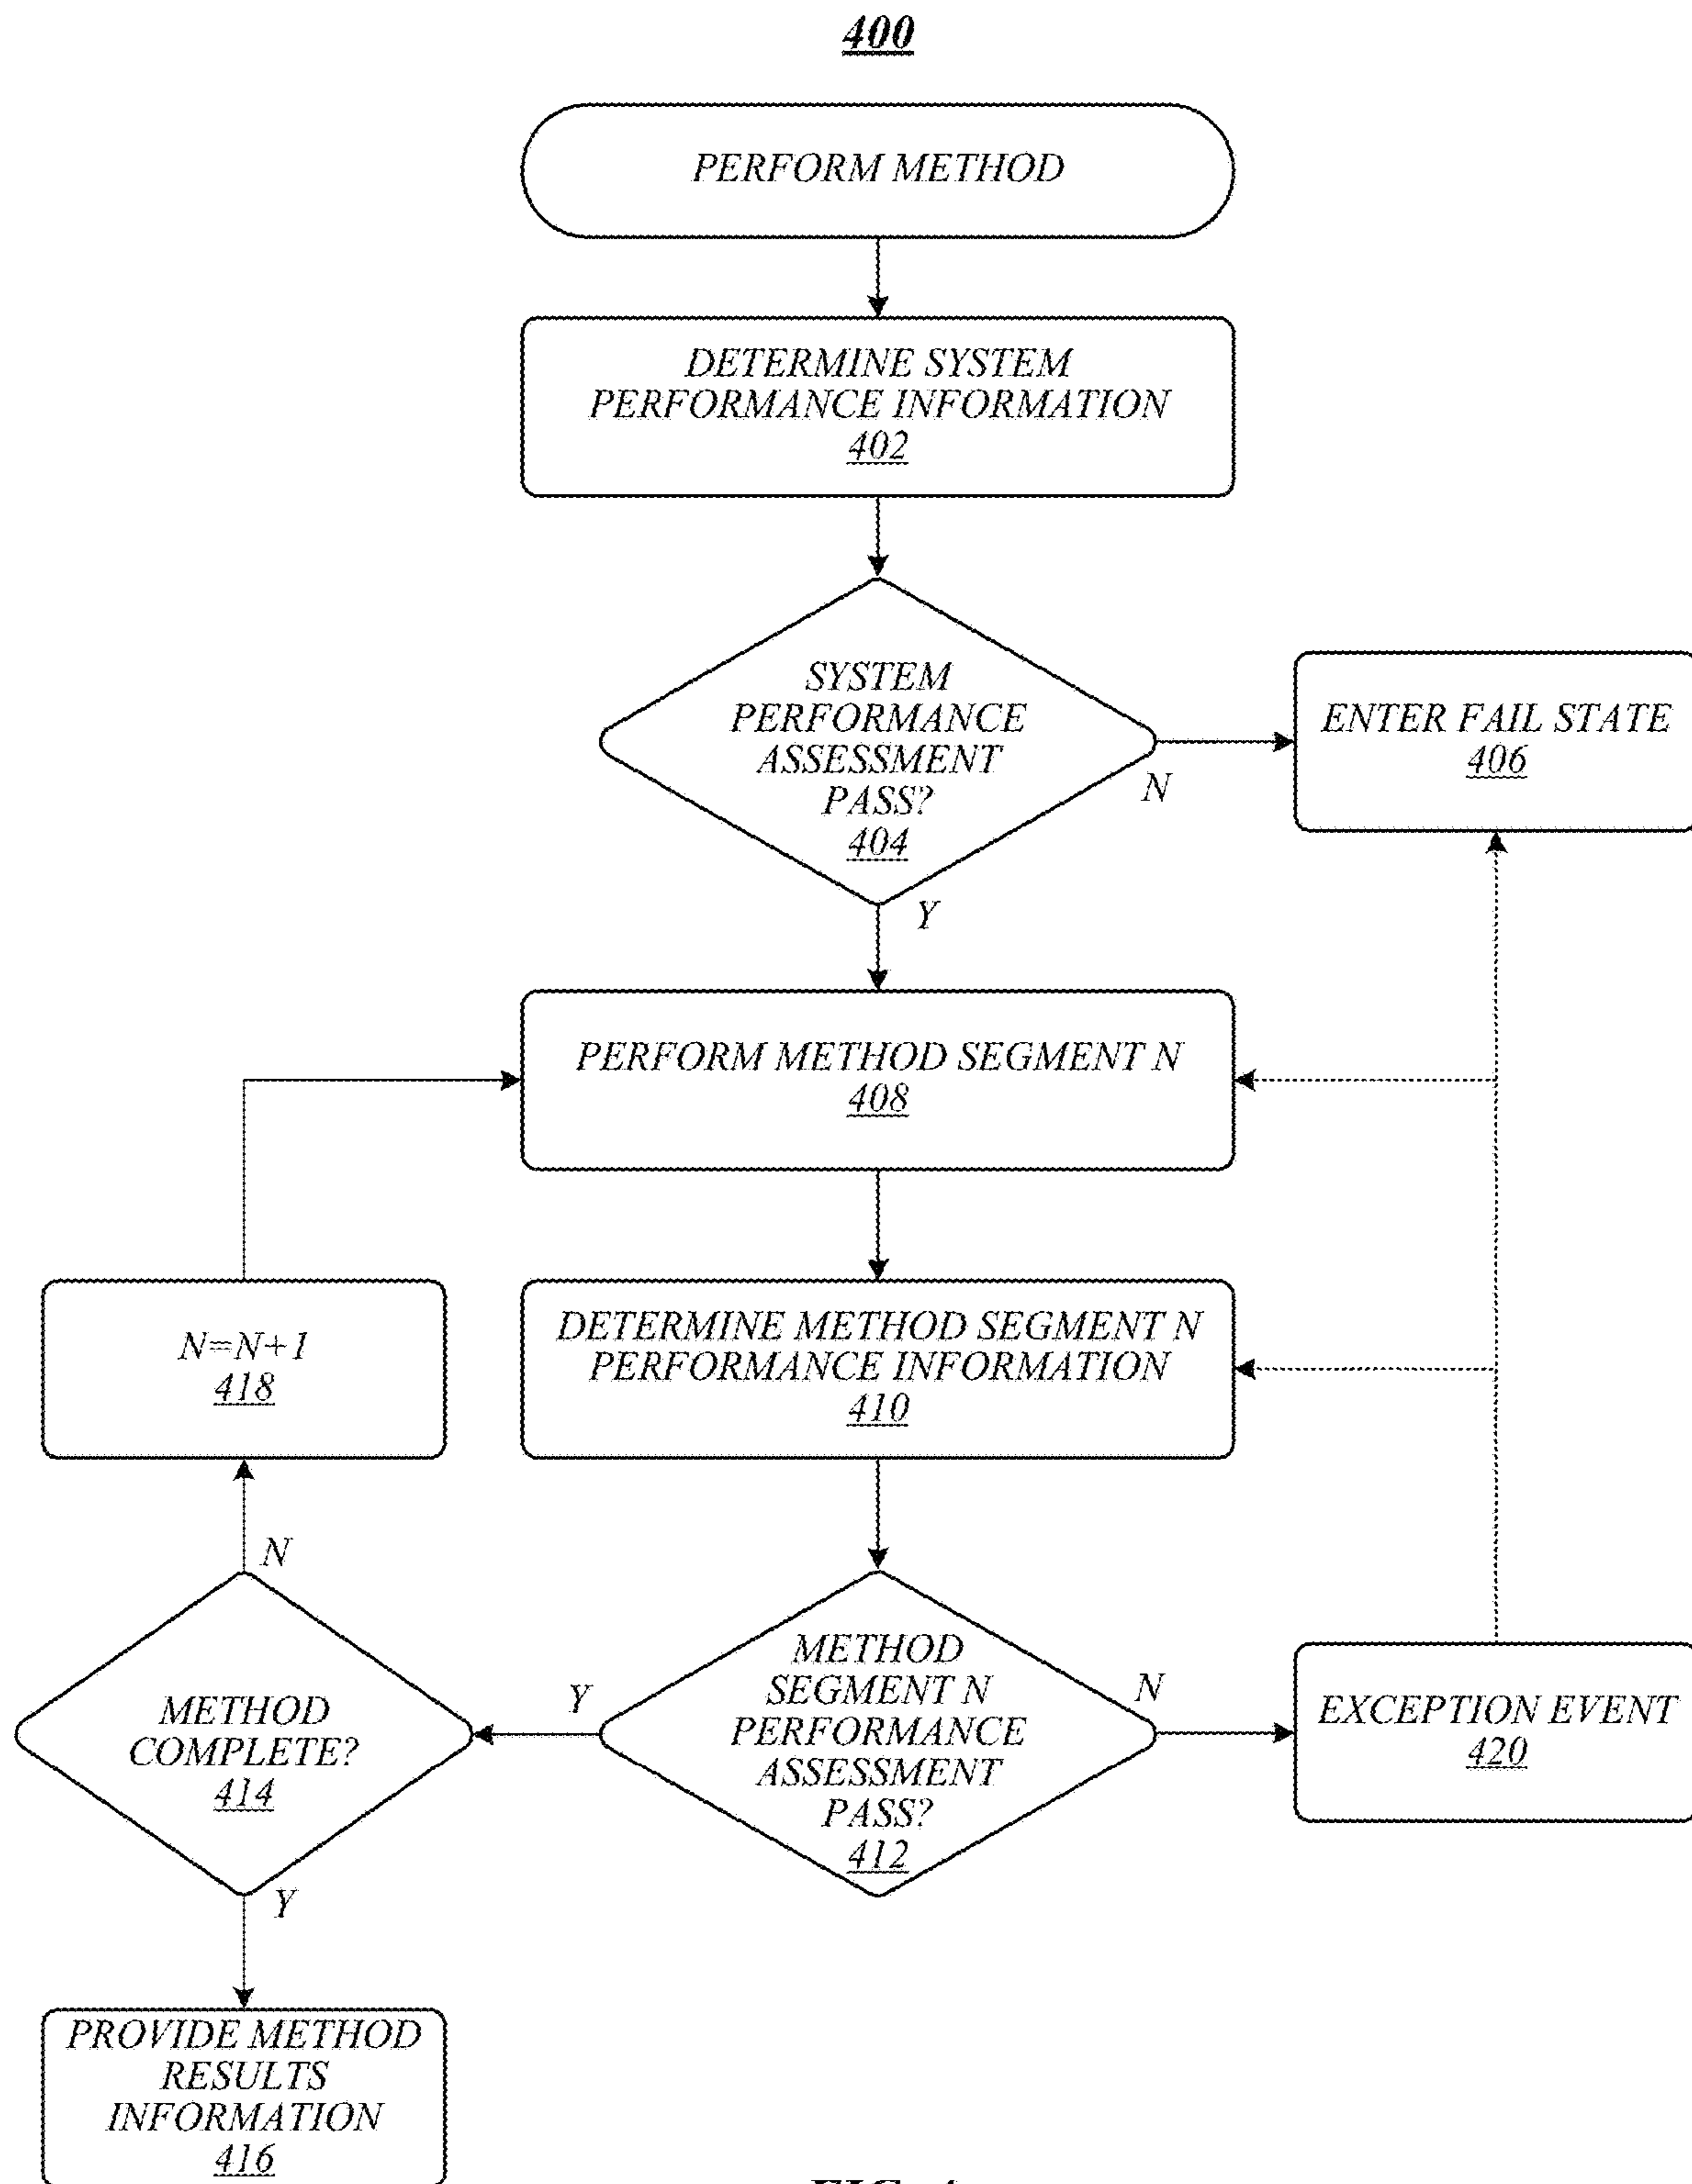 400
PERFORM METHOD
DETERMINE SYSTEM
PERFORMANCE INFORMATION
402
SYSTEM
PERFORMANCE
ASSESSMENT
PASS?
404
N
Y
ENTER FAIL STATE
406
PERFORM METHOD SEGMENT N
408
DETERMINE METHOD SEGMENT N
PERFORMANCE INFORMATION
410
N=N+1
418
N
METHOD
COMPLETE?
414
Y
Y
METHOD
SEGMENT N
PERFORMANCE
ASSESSMENT
PASS?
412
N
EXCEPTION EVENT
420
PROVIDE METHOD
RESULTS
INFORMATION
416